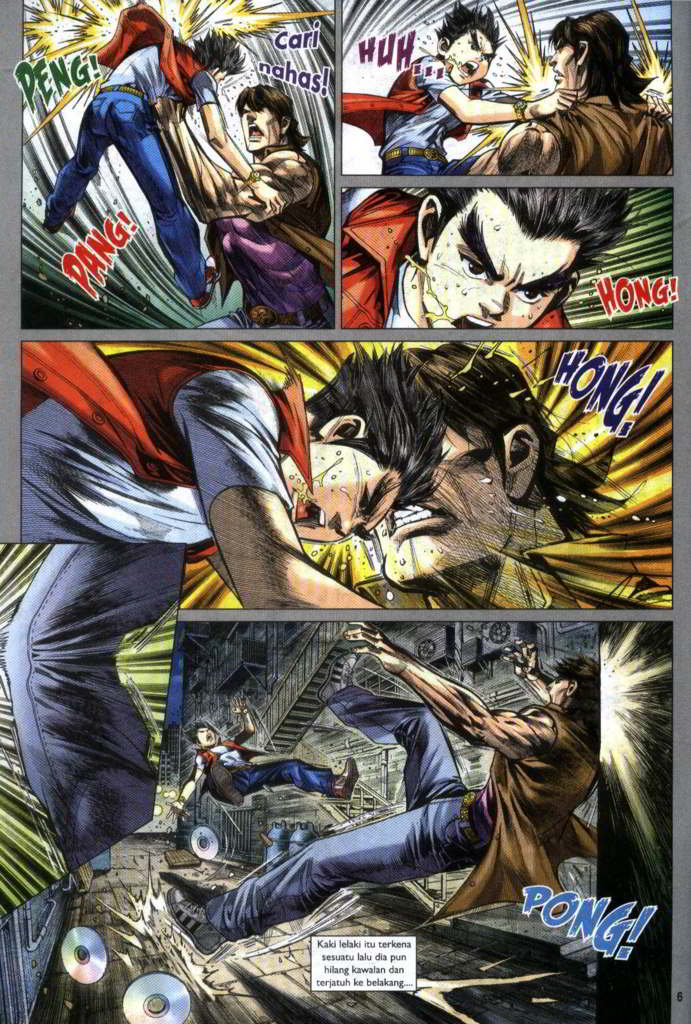 PENG!
Cari
nahas!
PANG!
HUH
...
HONG!
HONG!
PONG!
Kaki lelaki itu terkena
sesuatu lalu dia pun
hilang kawalan dan
terjatuh ke belakang....
6